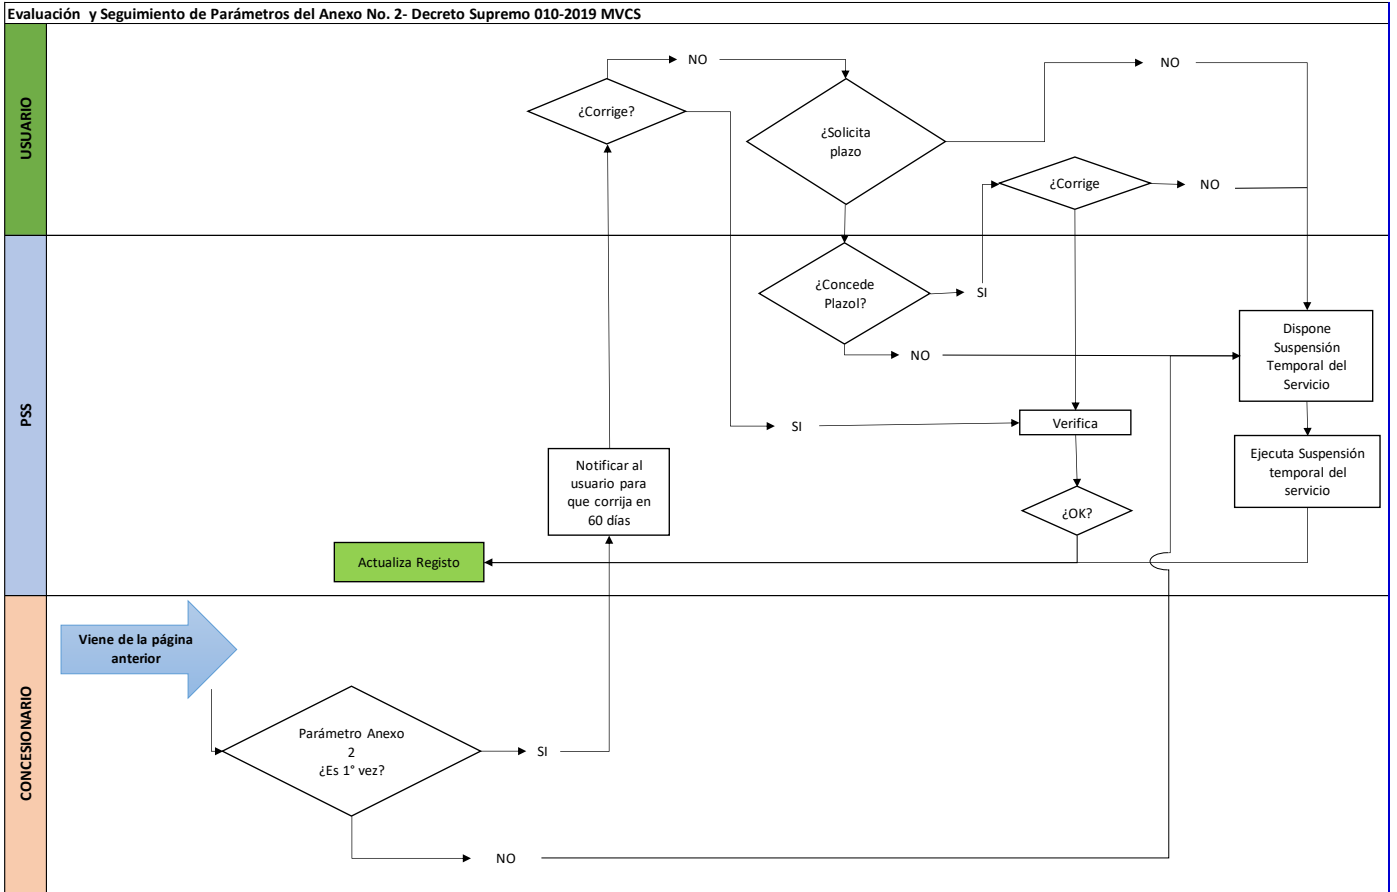 Evaluación y Seguimiento de Parámetros del Anexo No. 2- Decreto Supremo 010-2019 MVCS
USUARIO
¿Corrige?
NO
¿Solicita
plazo
NO
¿Corrige
NO
PSS
¿Concede
Plazol?
SI
NO
Dispone
Suspensión
Temporal del
Servicio
SI
Verifica
Ejecuta Suspensión
temporal del
servicio
Notificar al
usuario para
que corrija en
60 días
¿OK?
Actualiza Registo
CONCESIONARIO
Viene de la página
anterior
Parámetro Anexo
2
¿Es 1° vez?
SI
NO